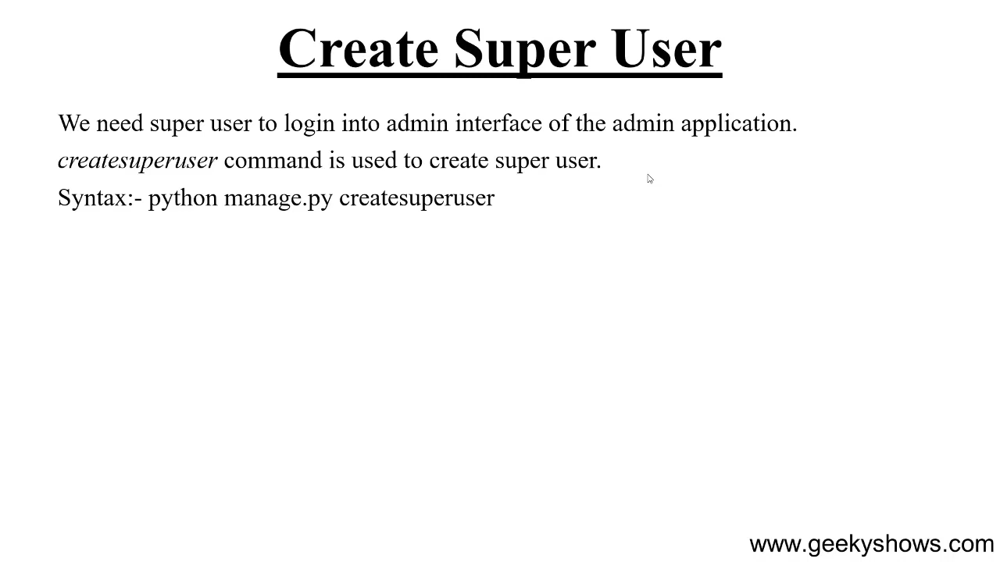 Create Super User
We need super user to login into admin interface of the admin application.
createsuperuser command is used to create super user.
Syntax:- python manage.py createsuperuser
www.geekyshows.com